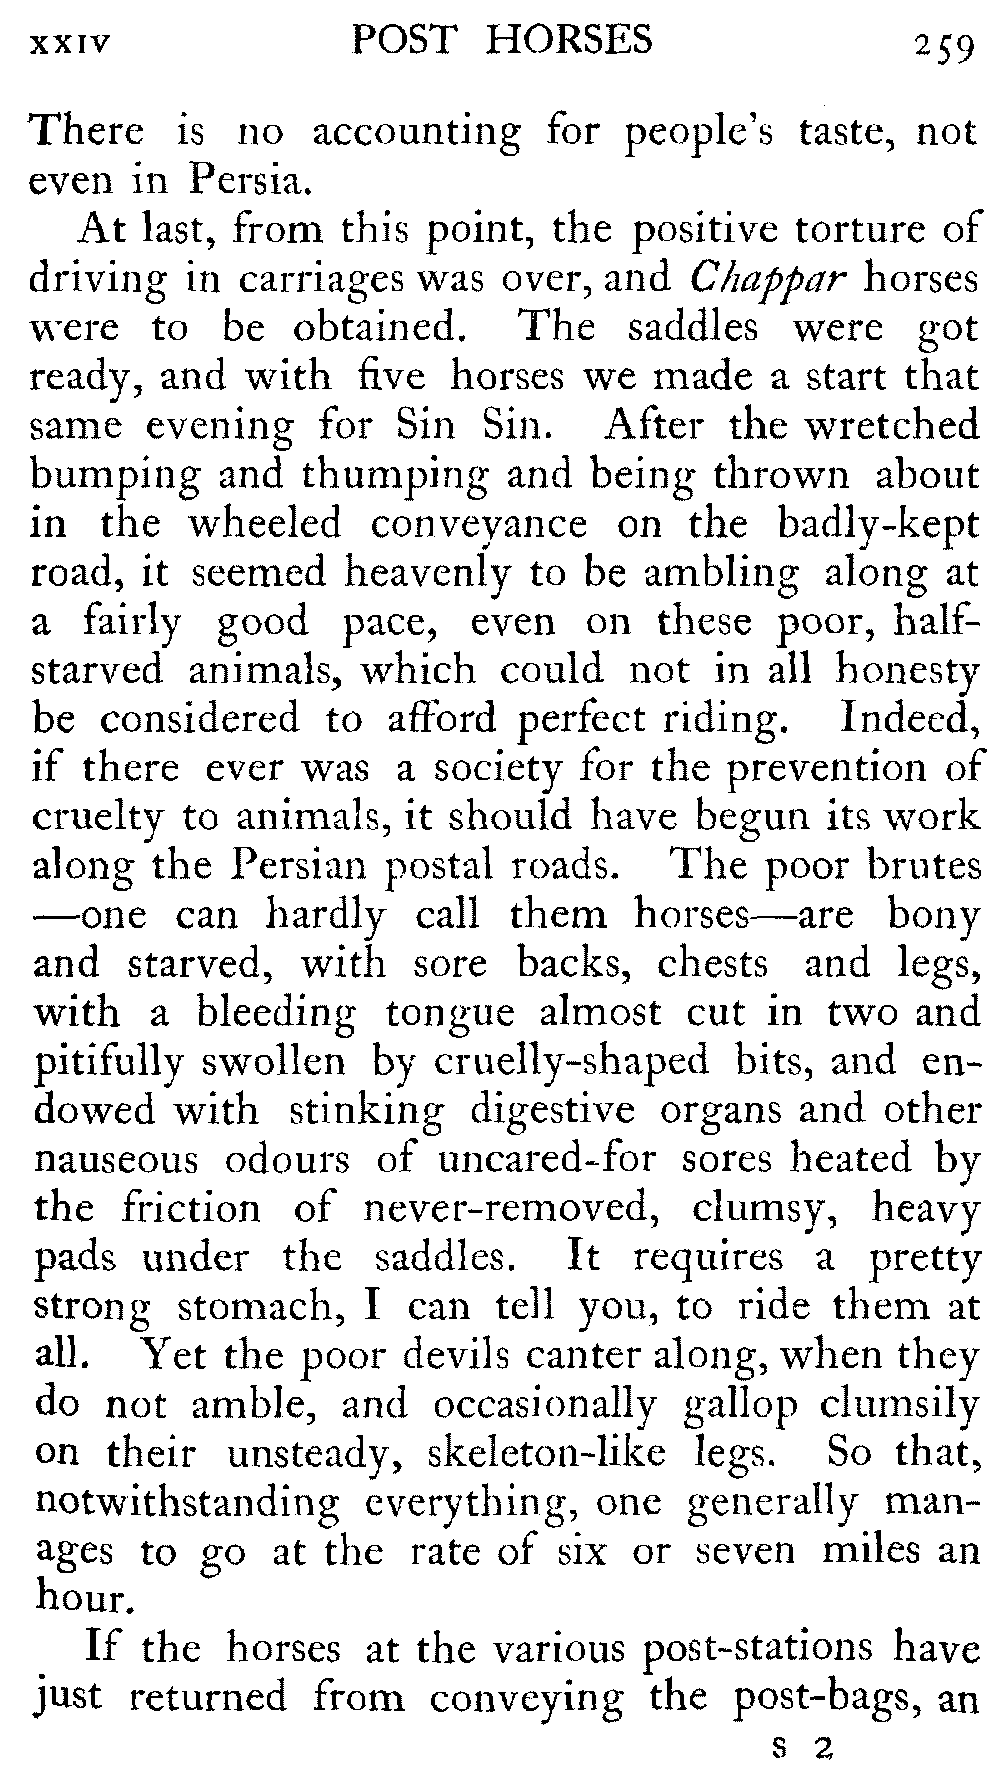 XXIV POST HORSES 259
There is no accounting for people's taste, not
even in Persia.
At last, from this point, the positive torture of
driving in carriages was over, and Chappar horses
were to be obtained. The saddles were got
ready, and with five horses we made a start that
same evening for Sin Sin. After the wretched
bumping and thumping and being thrown about
in the wheeled conveyance on the badly-kept
road, it seemed heavenly to be ambling along at
a fairly good pace, even on these poor, half-
starved animals, which could not in all honesty
be considered to afford perfect riding. Indeed,
if there ever was a society for the prevention of
cruelty to animals, it should have begun its work
along the Persian postal roads. The poor brutes
—one can hardly call them horses—are bony
and starved, with sore backs, chests and legs,
with a bleeding tongue almost cut in two and
pitifully swollen by cruelly-shaped bits, and en-
dowed with stinking digestive organs and other
nauseous odours of uncared-for sores heated by
the friction of never-removed, clumsy, heavy
pads under the saddles. It requires a pretty
strong stomach, I can tell you, to ride them at
all. Yet the poor devils canter along, when they
do not amble, and occasionally gallop clumsily
on their unsteady, skeleton-like legs. So that,
notwithstanding everything, one generally man-
ages to go at the rate of six or seven miles an
hour.
If the horses at the various post-stations have
just returned from conveying the post-bags, an
S 2